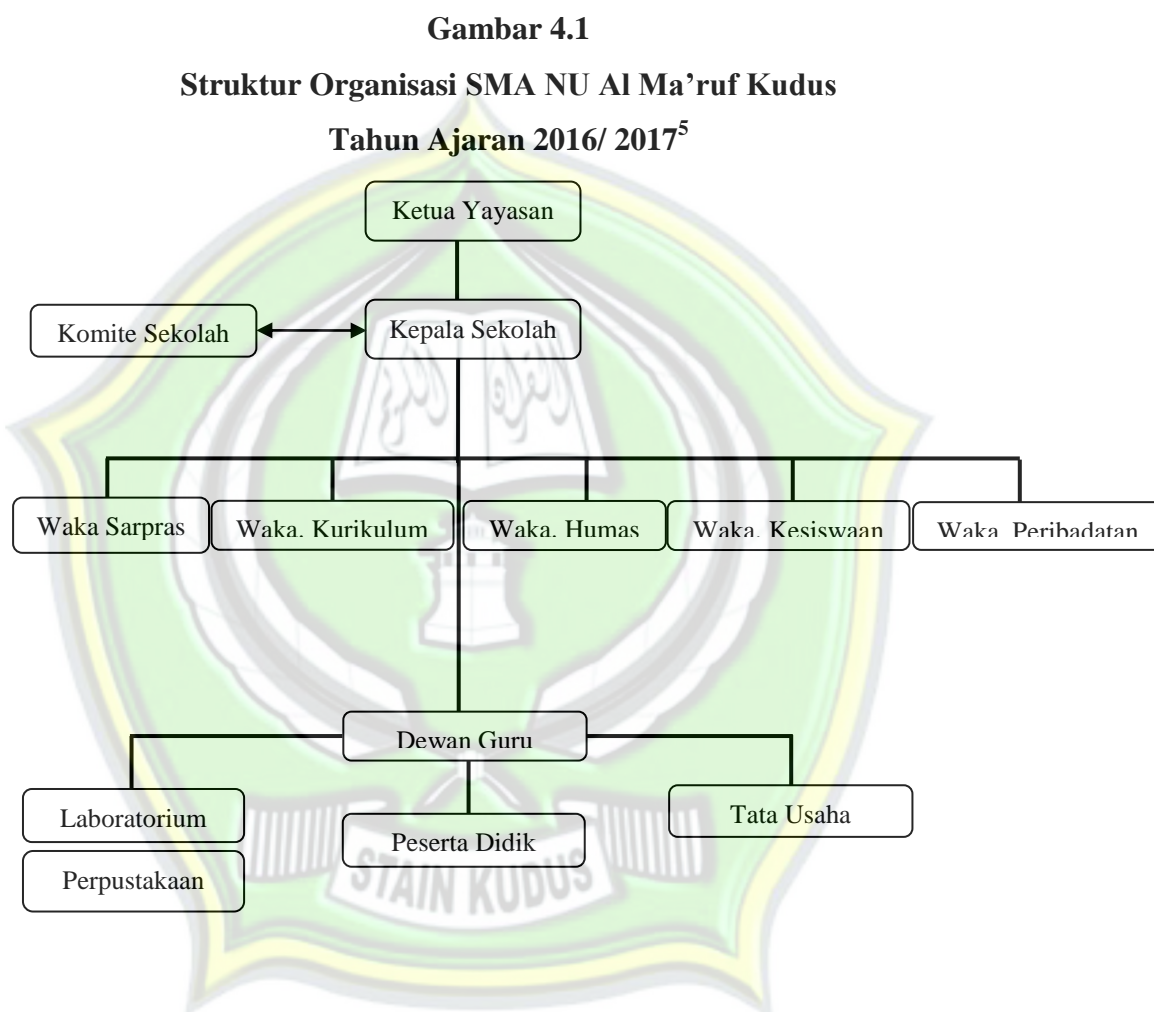 Gambar 4.1
Struktur Organisasi SMA NU Al Ma’ruf Kudus
Tahun Ajaran 2016/ 2017⁵
Ketua Yayasan
Komite Sekolah
Kepala Sekolah
Waka Sarpras
Waka. Kurikulum
Waka. Humas
Waka. Kesiswaan
Waka. Peribadatan
Dewan Guru
Laboratorium
Peserta Didik
Tata Usaha
Perpustakaan
STAIN KUDUS